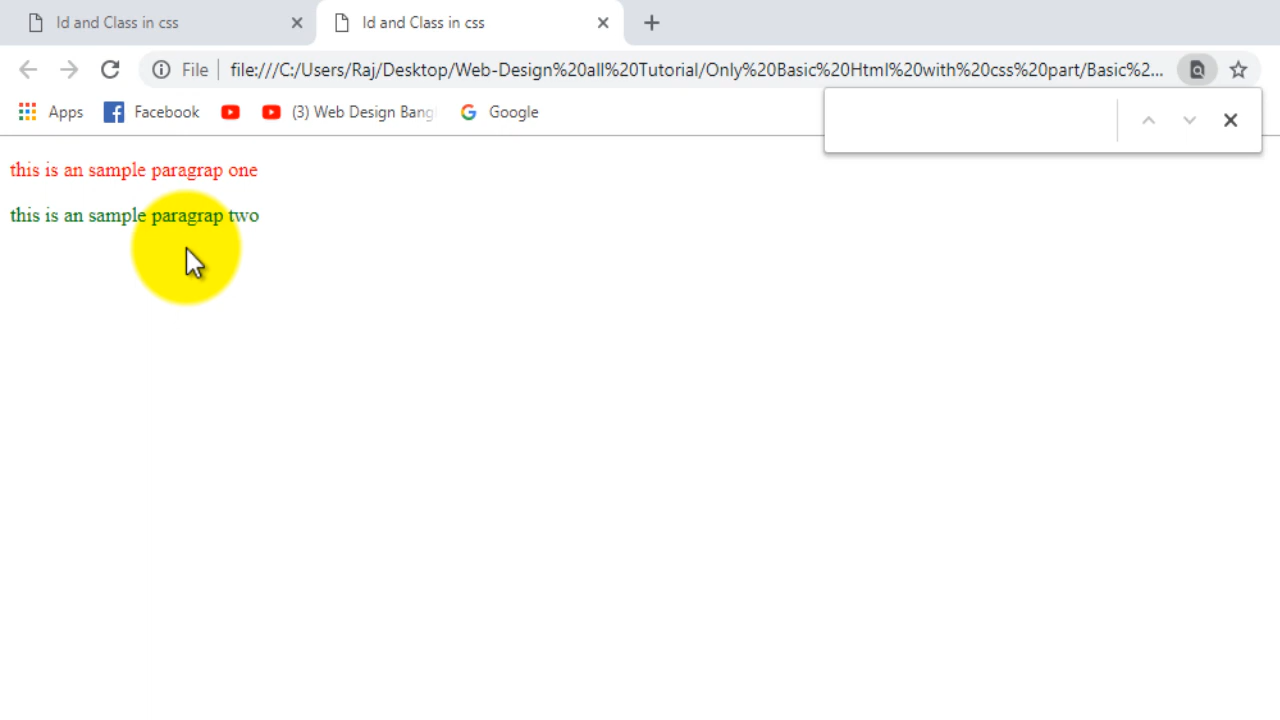 Id and Class in css
Id and Class in css
File
file:///C:/Users/Raj/Desktop/Web-Design%20all%20Tutorial/Only%20Basic%20Html%20with%20css%20part/Basic%2...
Apps
Facebook
(3) Web Design Bang
Google
this is an sample paragrap one
this is an sample paragrap two